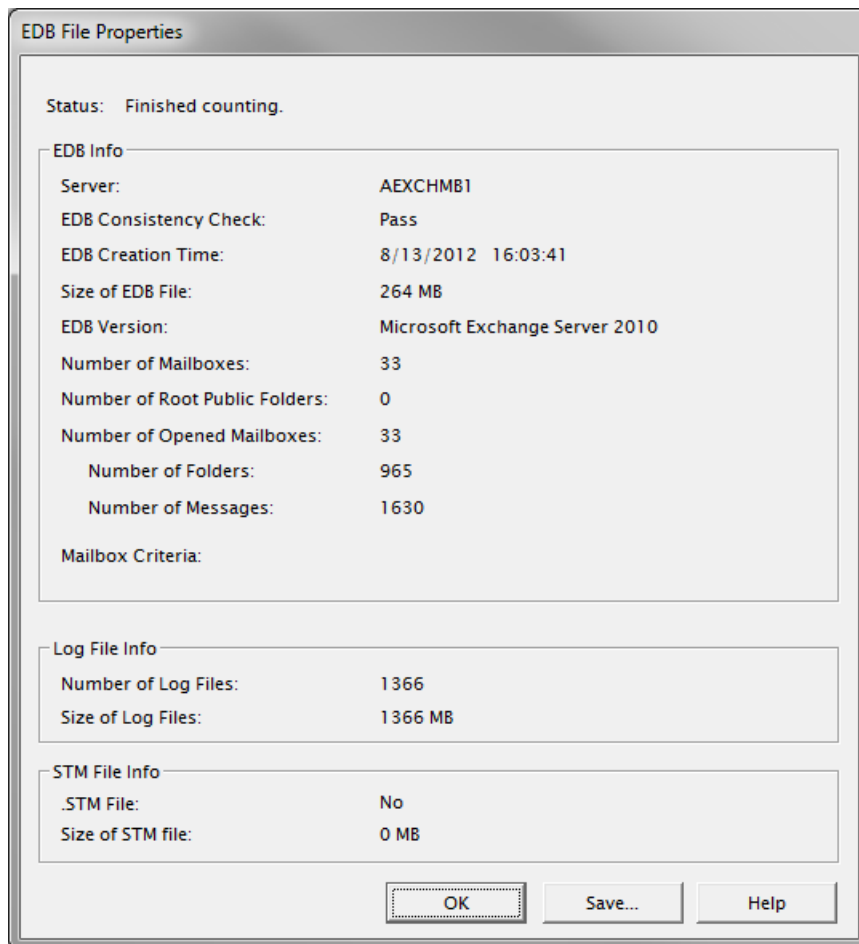 EDB File Properties
Status: Finished counting.
EDB Info
Server: AEXCHMB1
EDB Consistency Check: Pass
EDB Creation Time: 8/13/2012 16:03:41
Size of EDB File: 264 MB
EDB Version: Microsoft Exchange Server 2010
Number of Mailboxes: 33
Number of Root Public Folders: 0
Number of Opened Mailboxes: 33
Number of Folders: 965
Number of Messages: 1630
Mailbox Criteria:
Log File Info
Number of Log Files: 1366
Size of Log Files: 1366 MB
STM File Info
.STM File: No
Size of STM file: 0 MB
OK Save... Help